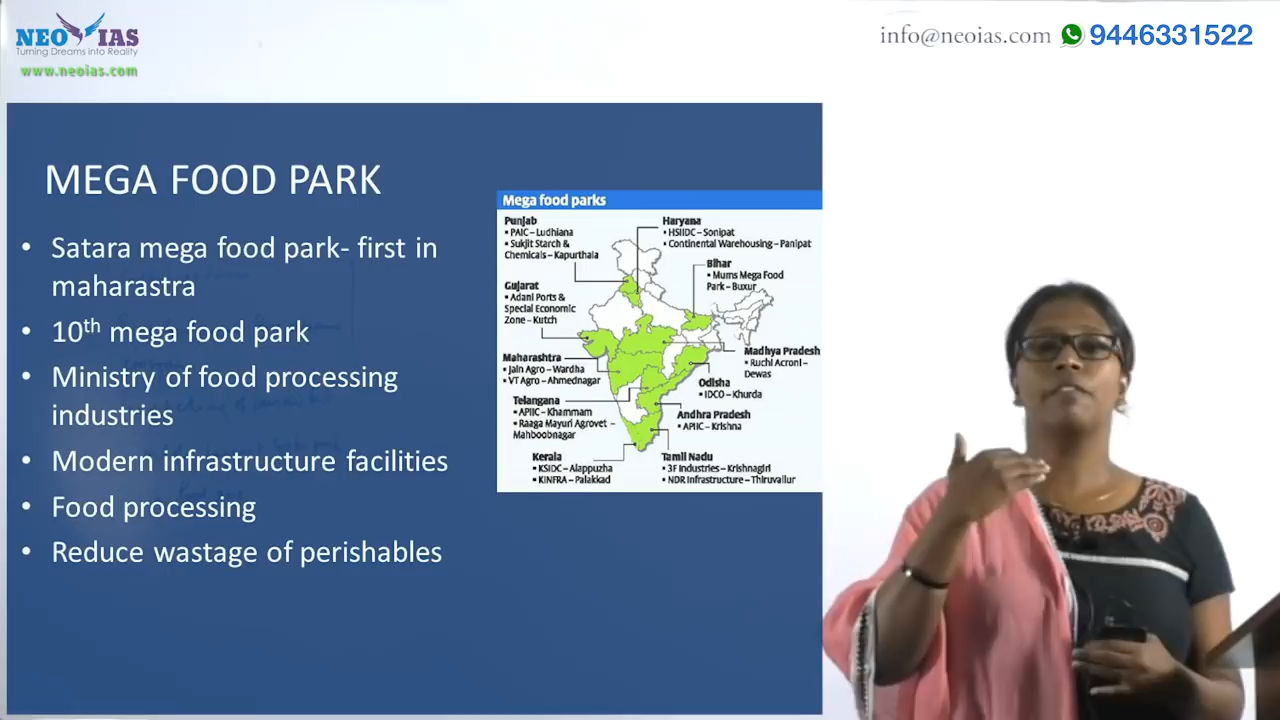 NEO IAS
Turning Dreams into Reality
www.neoias.com
info@neoias.com 9446331522
MEGA FOOD PARK
• Satara mega food park- first in
maharastra
• 10th mega food park
• Ministry of food processing
industries
• Modern infrastructure facilities
• Food processing
• Reduce wastage of perishables
Mega food parks
Punjab
▪ PAIC – Ludhiana
▪ Sukjit Starch &
Chemicals – Kapurthala
Haryana
▪ HSIIDC – Sonipat
▪ Continental Warehousing – Panipat
Bihar
▪ Mums Mega Food
Park – Buxur
Gujarat
▪ Adani Ports &
Special Economic
Zone – Kutch
Maharashtra
▪ Jain Agro – Wardha
▪ VT Agro – Ahmednagar
Madhya Pradesh
▪ Ruchi Acroni –
Dewas
Odisha
▪ IDCO – Khurda
Telangana
▪ APIIC – Khammam
▪ Raaga Mayuri Agrovet –
Mahboobnagar
Andhra Pradesh
▪ APIIC – Krishna
Kerala
▪ KSIDC – Alappuzha
▪ KINFRA – Palakkad
Tamil Nadu
▪ 3F Industries – Krishnagiri
▪ NDR Infrastructure – Thiruvallur